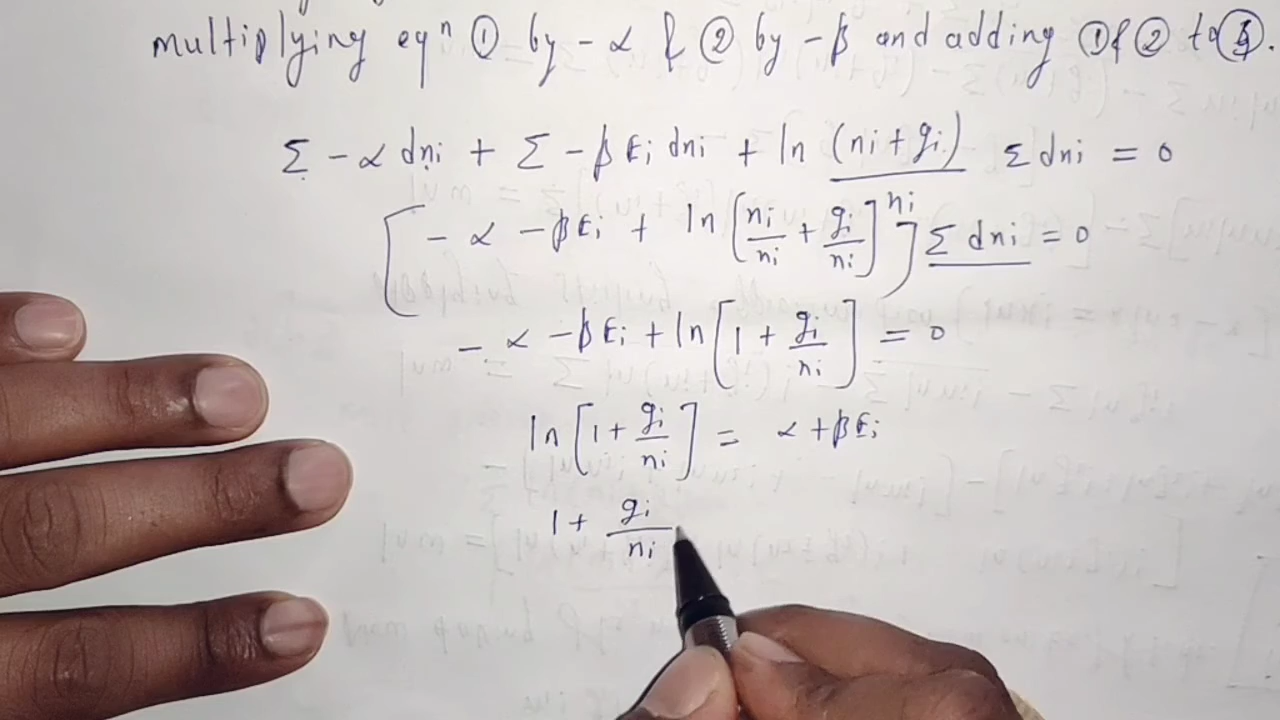 multiplying eqⁿ ① by - α & ② by - β and adding ① & ② to ④.
Σ - α dni + Σ - β Ei dni + ln (ni + gi) / ni Σ dni = 0
[ - α - βEi + ln [ ni/ni + gi/ni ] ] Σ dni = 0
- α - βEi + ln [ 1 + gi/ni ] = 0
ln [ 1 + gi/ni ] = α + βEi
1 + gi/ni